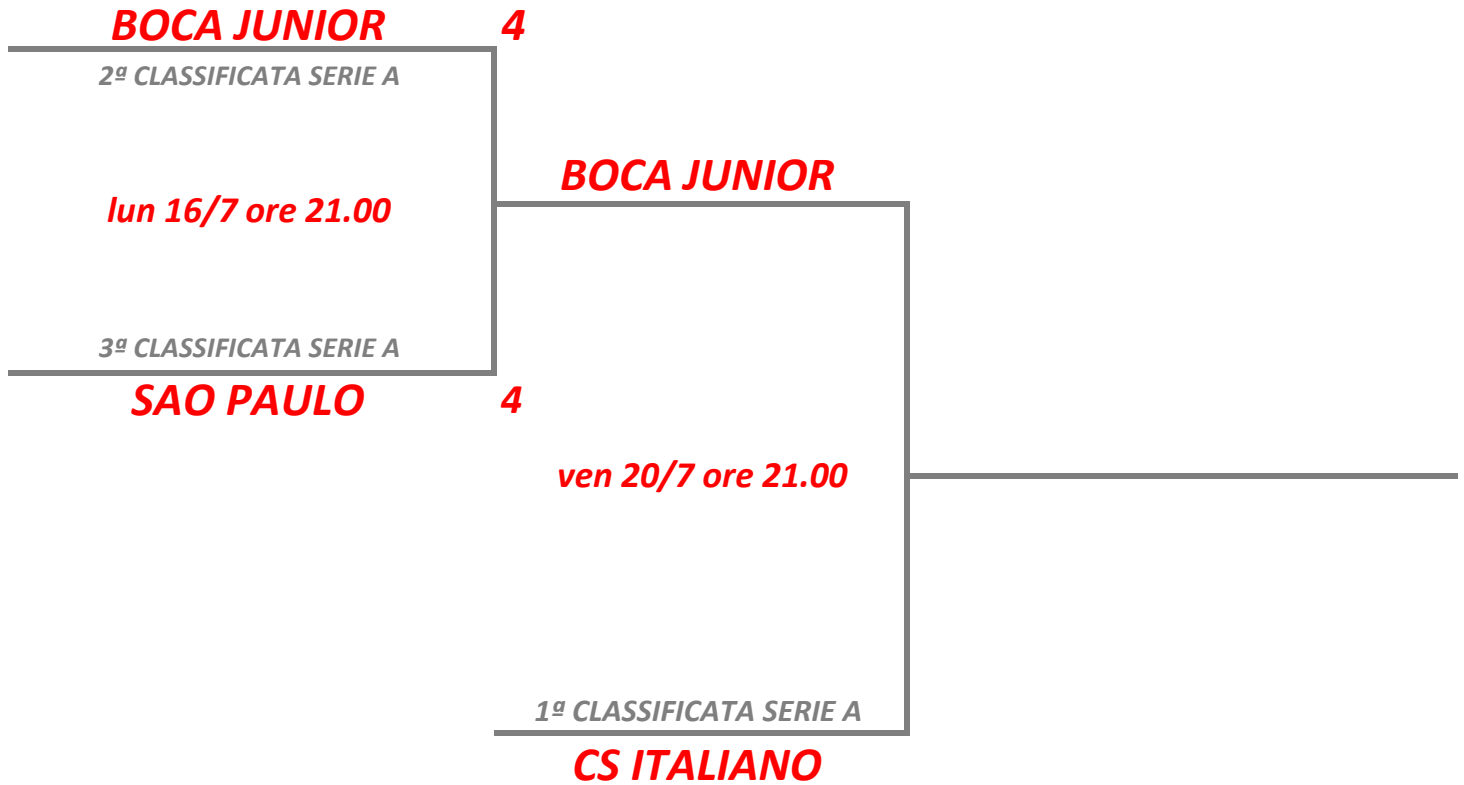 BOCA JUNIOR 4
2ª CLASSIFICATA SERIE A
BOCA JUNIOR
lun 16/7 ore 21.00
3ª CLASSIFICATA SERIE A
SAO PAULO 4
ven 20/7 ore 21.00
1ª CLASSIFICATA SERIE A
CS ITALIANO